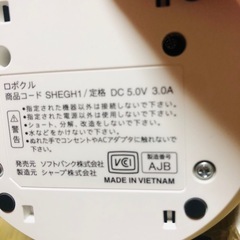 ロボクル
商品コード SHEGH1/定格 DC 5.0V 3.0A
警告
•指定された機器以外は接続しないで下さい。
•指定された電源以外は使用しないで下さい。
•ショート、分解、改造をしないで下さい。
•水などをかけないで下さい。
•ぬれた手でコンセントやACアダプタに触れないで下さい。
発売元 ソフトバンク株式会社
製造元 シャープ株式会社
VCI
製造番号
AJB
MADE IN VIETNAM